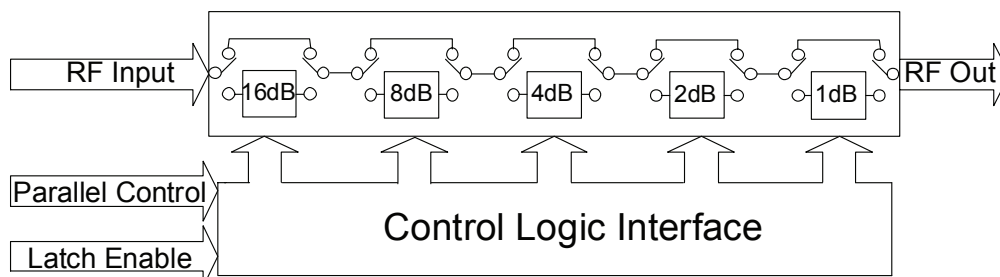 RF Input
16dB
8dB
4dB
2dB
1dB
RF Out
Parallel Control
Control Logic Interface
Latch Enable